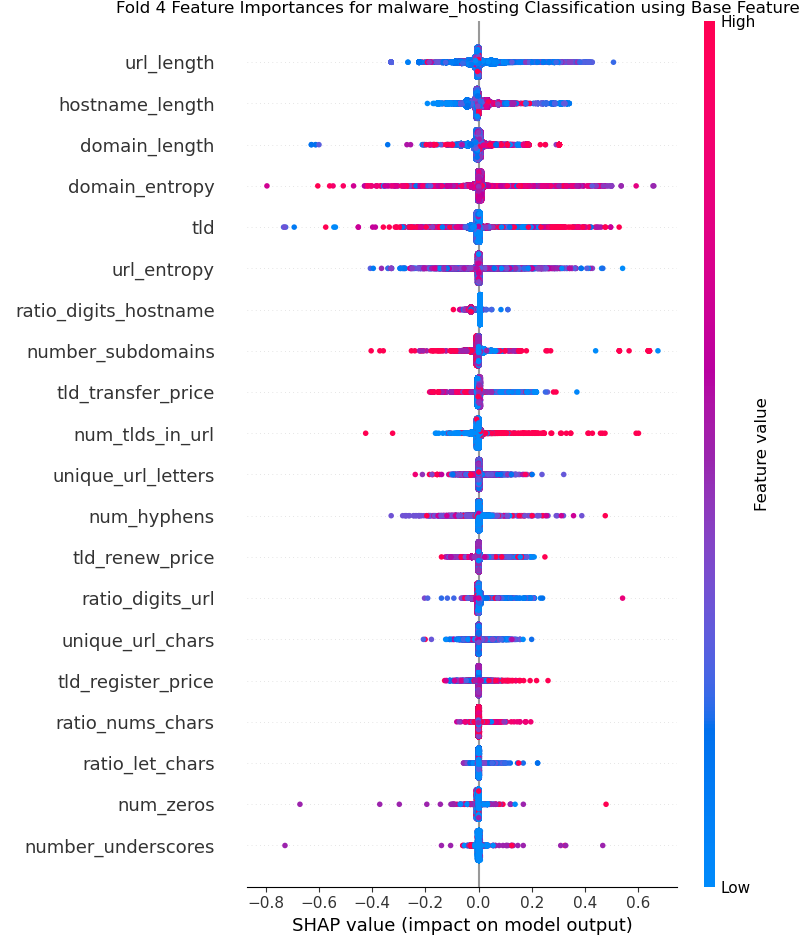 Fold 4 Feature Importances for malware_hosting Classification using Base Feature
High
url_length
hostname_length
domain_length
domain_entropy
tld
url_entropy
ratio_digits_hostname
number_subdomains
tld_transfer_price
num_tlds_in_url
unique_url_letters
num_hyphens
tld_renew_price
ratio_digits_url
unique_url_chars
tld_register_price
ratio_nums_chars
ratio_let_chars
num_zeros
number_underscores
Feature value
Low
−0.8 −0.6 −0.4 −0.2 0.0 0.2 0.4 0.6
SHAP value (impact on model output)